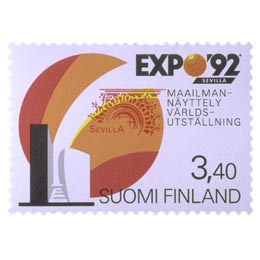 EXPO'92
SEVILLA
MAAILMAN-
NÄYTTELY
VÄRLDS-
UTSTÄLLNING
SEVILLA
3,40
SUOMI FINLAND